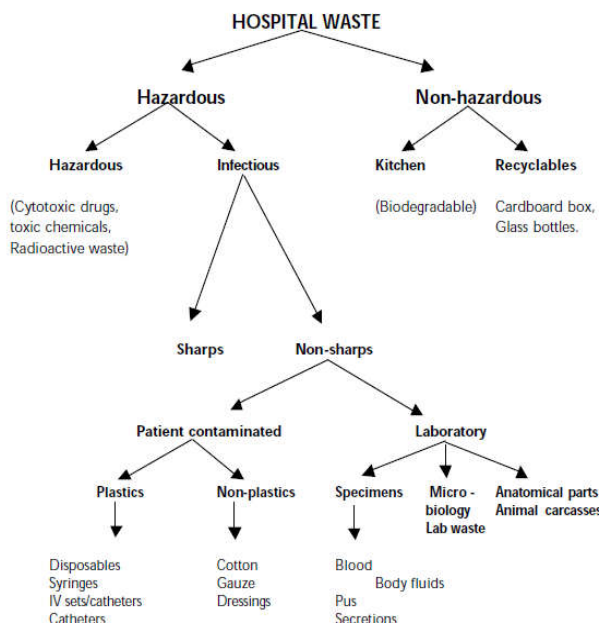 HOSPITAL WASTE
Hazardous
Non-hazardous
Hazardous
Infectious
Kitchen
Recyclables
(Cytotoxic drugs,
toxic chemicals,
Radioactive waste)
(Biodegradable)
Cardboard box,
Glass bottles.
Sharps
Non-sharps
Patient contaminated
Laboratory
Plastics
Non-plastics
Specimens
Micro -
biology
Lab waste
Anatomical parts
Animal carcasses
Disposables
Syringes
IV sets/catheters
Catheters
Cotton
Gauze
Dressings
Blood
Body fluids
Pus
Secretions